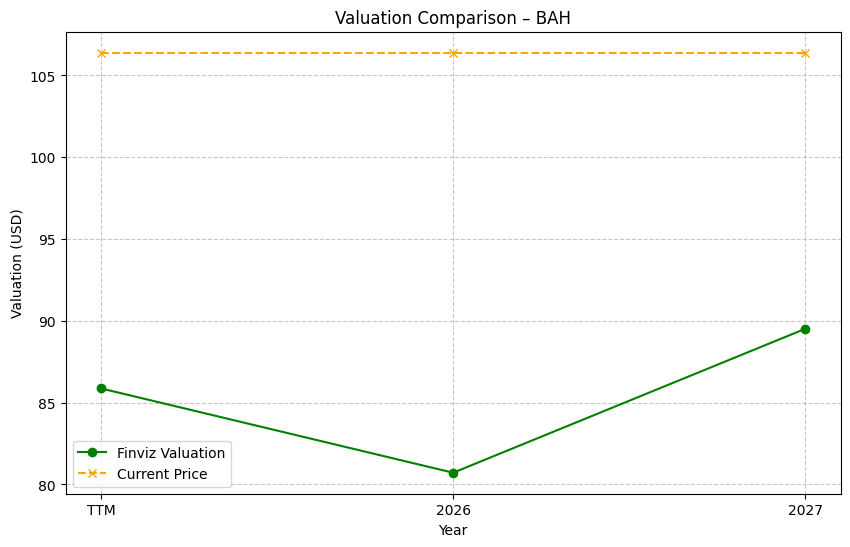 Valuation Comparison – BAH
Valuation (USD)
105
100
95
90
85
80
Finviz Valuation
Current Price
TTM
2026
2027
Year